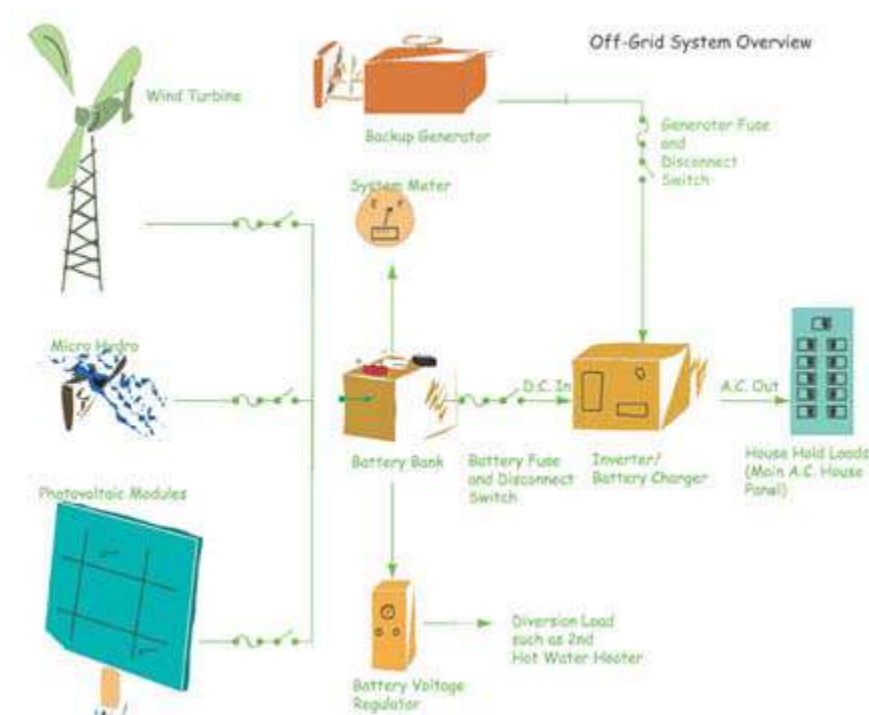 Off-Grid System Overview
Wind Turbine
Backup Generator
Generator Fuse
and
Disconnect
Switch
System Meter
E F
Micro Hydro
D.C. In
A.C. Out
Battery Bank
Battery Fuse
and Disconnect
Switch
Inverter/
Battery Charger
House Hold Loads
(Main A.C. House
Panel)
Photovoltaic Modules
Diversion Load
such as 2nd
Hot Water Heater
Battery Voltage
Regulator